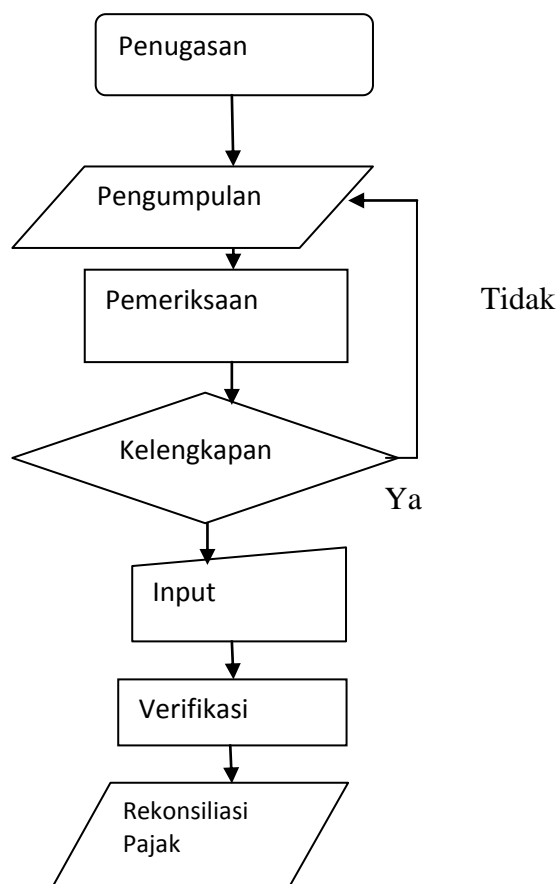 Penugasan
Pengumpulan
Pemeriksaan
Tidak
Kelengkapan
Ya
Input
Verifikasi
Rekonsiliasi
Pajak